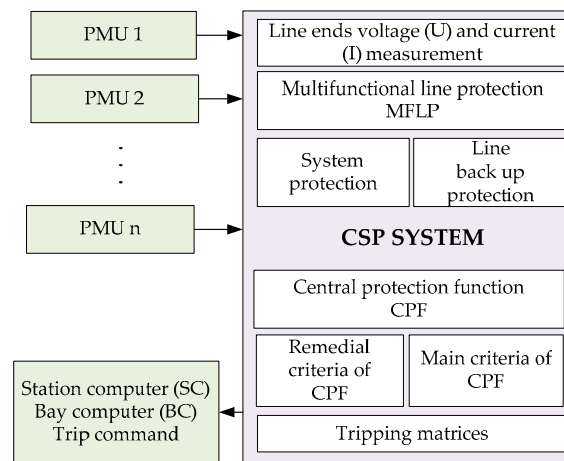 PMU 1
PMU 2
.
.
.
PMU n
Station computer (SC)
Bay computer (BC)
Trip command
Line ends voltage (U) and current
(I) measurement
Multifunctional line protection
MFLP
System
protection
Line
back up
protection
CSP SYSTEM
Central protection function
CPF
Remedial
criteria of
CPF
Main criteria of
CPF
Tripping matrices